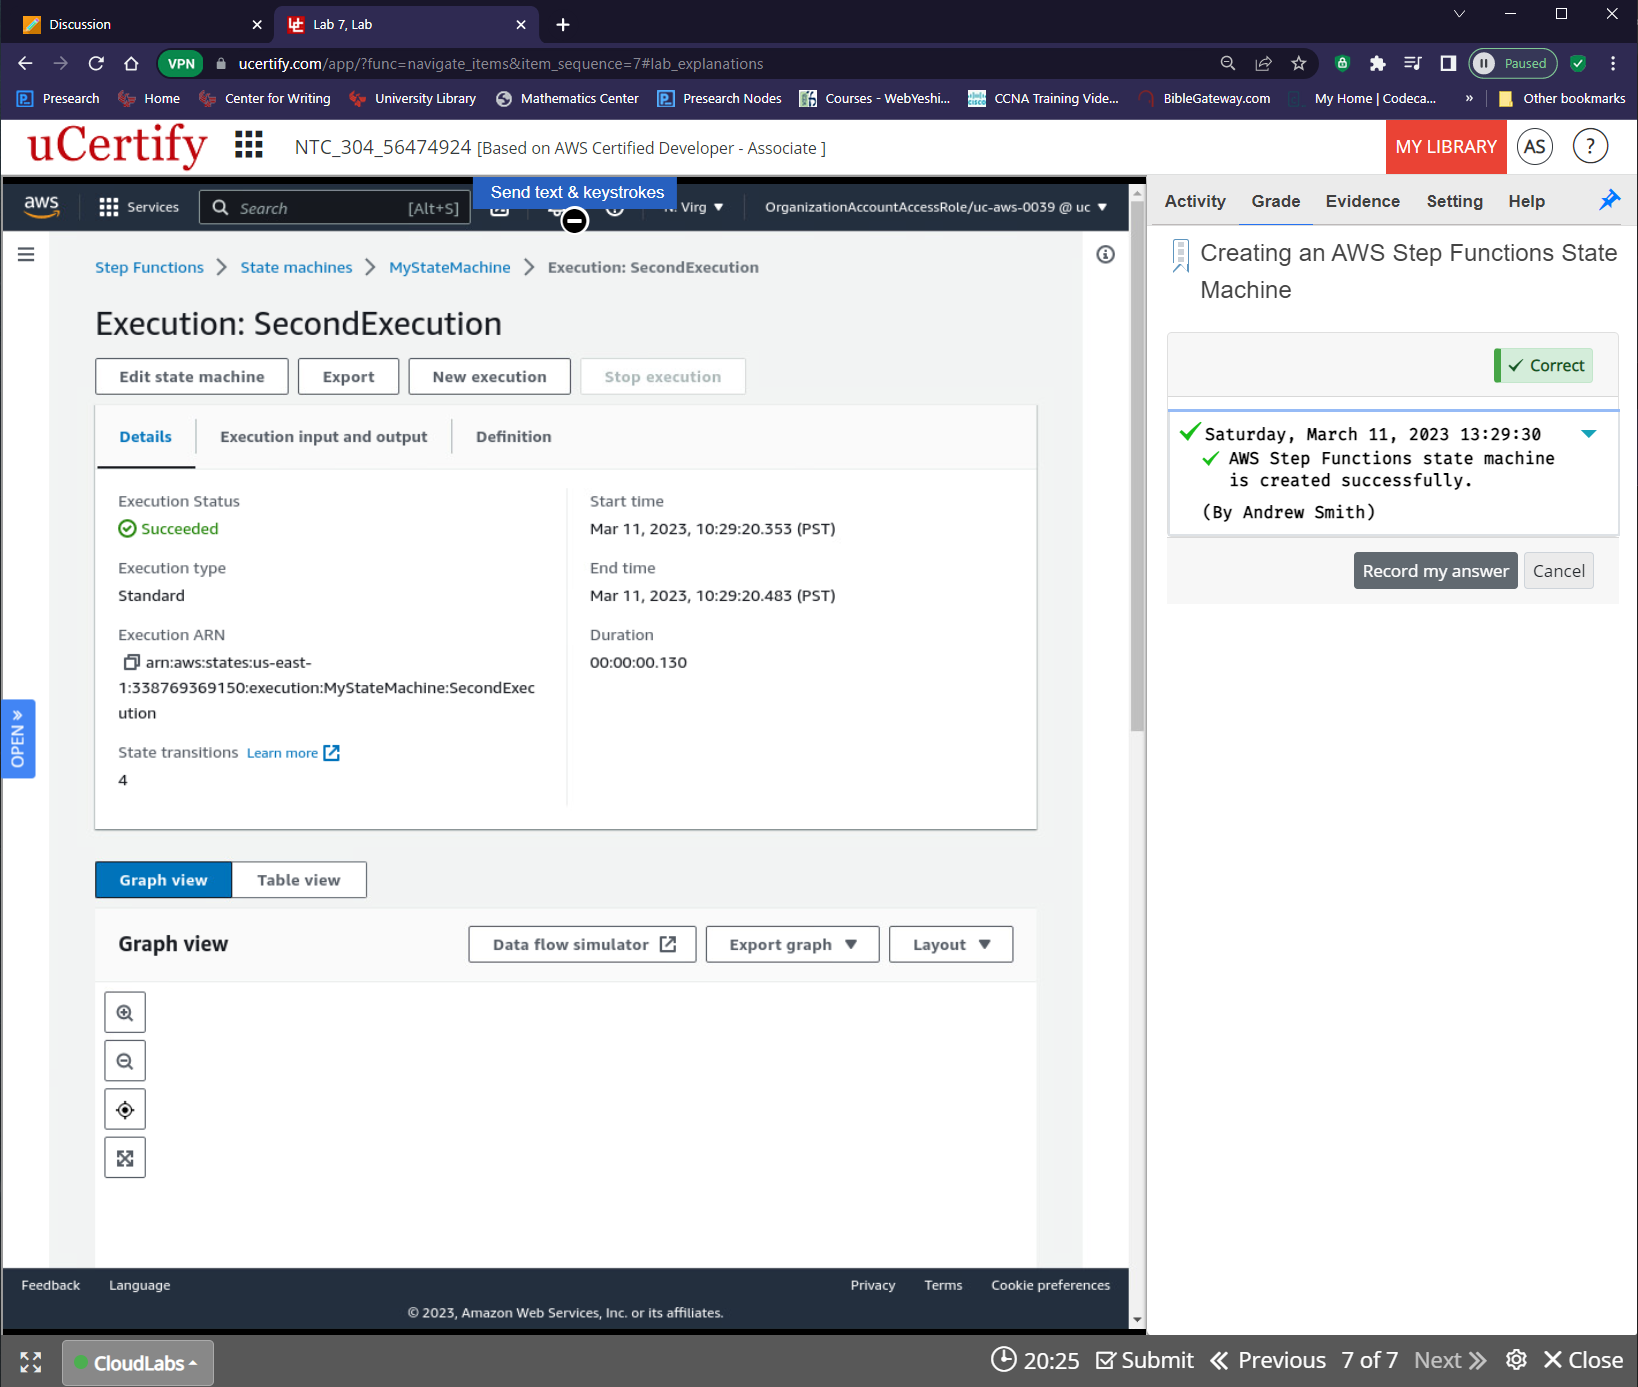 Discussion
Lab 7, Lab
VPN
ucertify.com/app/?func=navigate_items&item_sequence=7#lab_explanations
Paused
Presearch
Home
Center for Writing
University Library
Mathematics Center
Presearch Nodes
Courses - WebYeshi...
CCNA Training Vide...
BibleGateway.com
My Home | Codeca...
»
Other bookmarks
uCertify
NTC_304_56474924 [Based on AWS Certified Developer - Associate ]
MY LIBRARY
AS
?
aws
Services
Search
[Alt+S]
Send text & keystrokes
Virg
OrganizationAccountAccessRole/uc-aws-0039 @ uc
Activity
Grade
Evidence
Setting
Help
Step Functions > State machines > MyStateMachine > Execution: SecondExecution
Creating an AWS Step Functions State
Machine
Execution: SecondExecution
Edit state machine
Export
New execution
Stop execution
Correct
Details
Execution input and output
Definition
Saturday, March 11, 2023 13:29:30
AWS Step Functions state machine
is created successfully.
(By Andrew Smith)
Record my answer
Cancel
Execution Status
Succeeded
Execution type
Standard
Execution ARN
arn:aws:states:us-east-
1:338769369150:execution:MyStateMachine:SecondExec
ution
State transitions Learn more
4
Start time
Mar 11, 2023, 10:29:20.353 (PST)
End time
Mar 11, 2023, 10:29:20.483 (PST)
Duration
00:00:00.130
OPEN »
Graph view
Table view
Graph view
Data flow simulator
Export graph
Layout
Feedback
Language
Privacy
Terms
Cookie preferences
© 2023, Amazon Web Services, Inc. or its affiliates.
CloudLabs
20:25
Submit
Previous
7 of 7
Next
Close